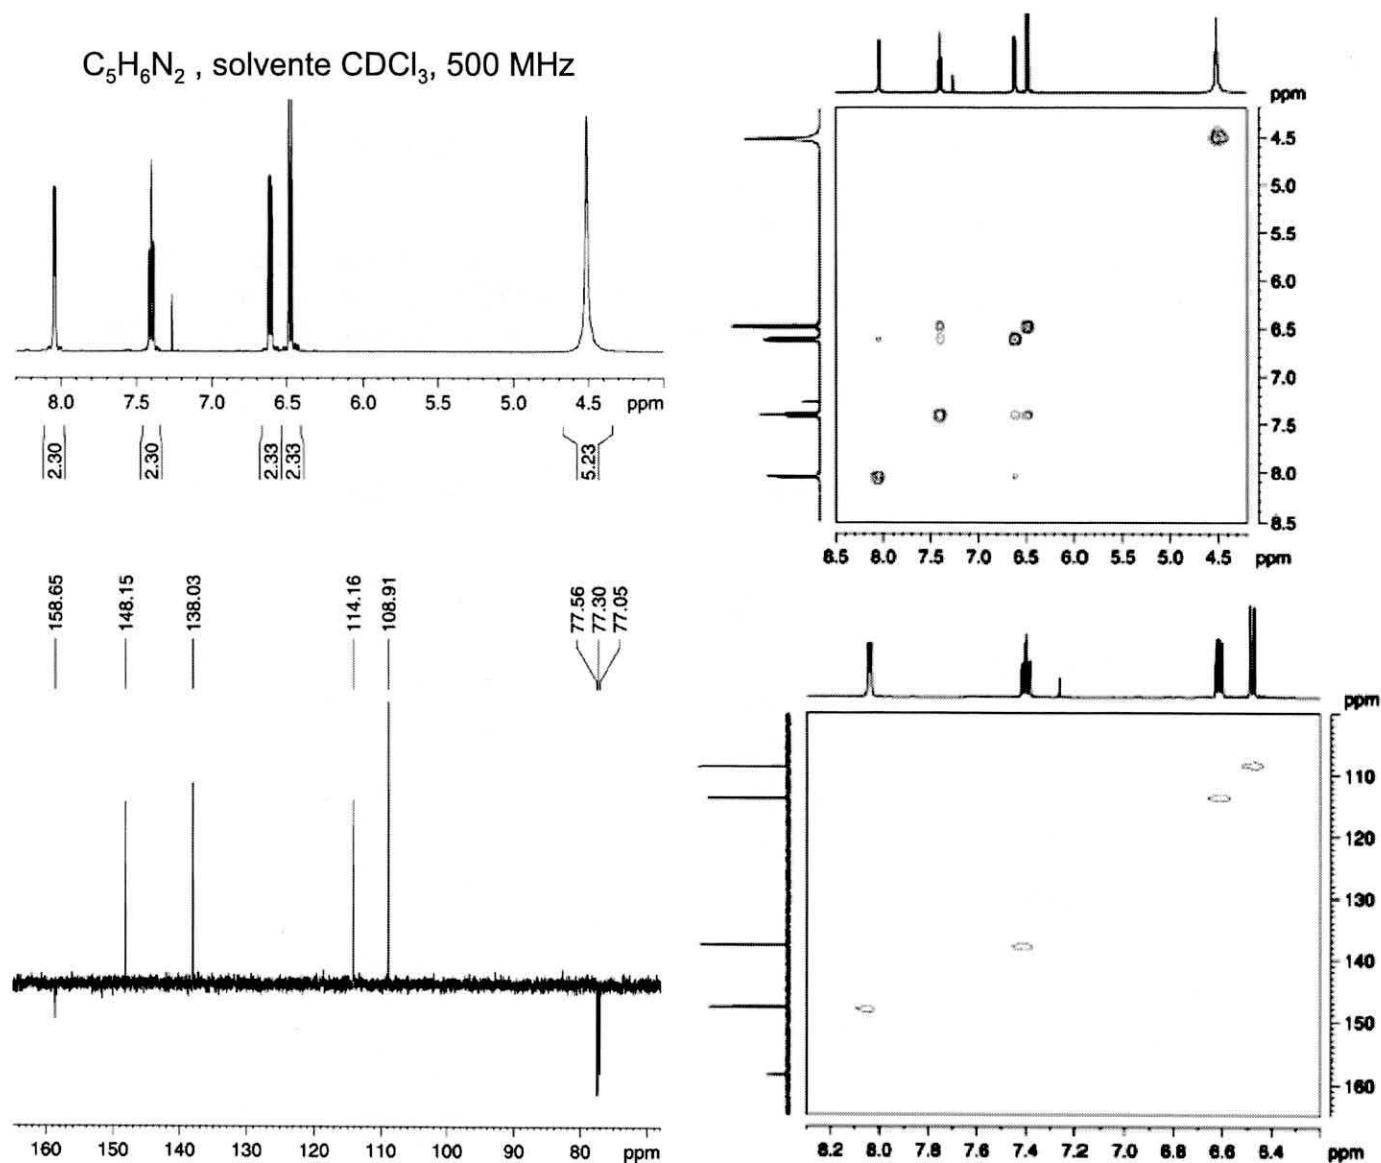 C₅H₆N₂ , solvente CDCl₃, 500 MHz
8.0 7.5 7.0 6.5 6.0 5.5 5.0 4.5 ppm
2.30 2.30 2.33 2.33 5.23
ppm
4.5
5.0
5.5
6.0
6.5
7.0
7.5
8.0
8.5
8.5 8.0 7.5 7.0 6.5 6.0 5.5 5.0 4.5 ppm
158.65 148.15 138.03 114.16 108.91 77.56 77.30 77.05
160 150 140 130 120 110 100 90 80 ppm
ppm
110
120
130
140
150
160
8.2 8.0 7.8 7.6 7.4 7.2 7.0 6.8 6.6 6.4 ppm